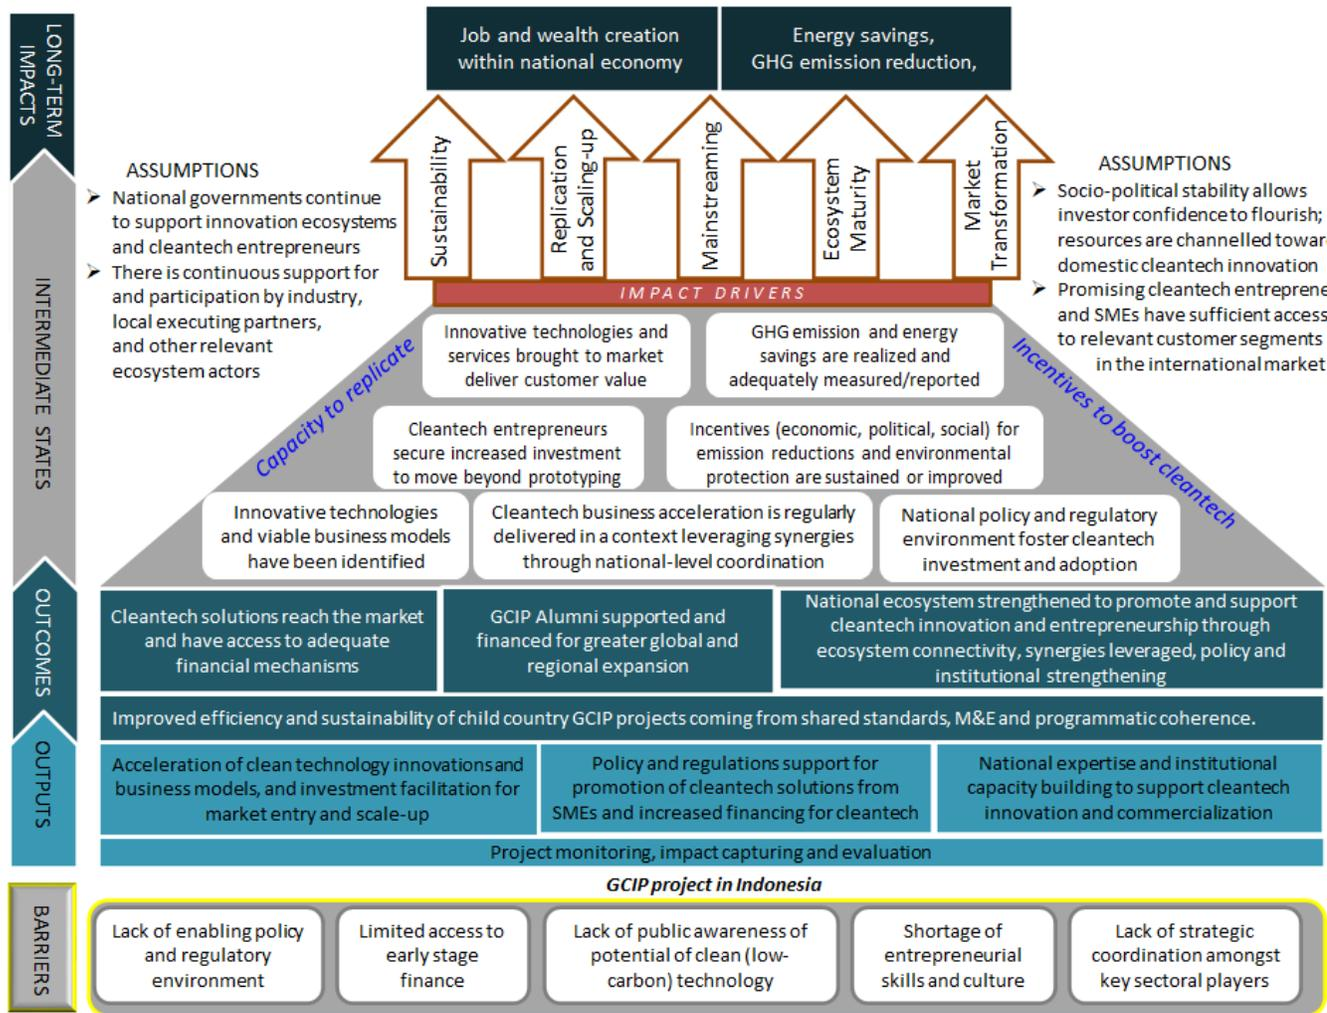 LONG-TERM
IMPACTS
Job and wealth creation
within national economy
Energy savings,
GHG emission reduction,
Sustainability
Replication
and Scaling-up
Mainstreaming
Ecosystem
Maturity
Market
Transformation
IMPACT DRIVERS
ASSUMPTIONS
➢ National governments continue
to support innovation ecosystems
and cleantech entrepreneurs
➢ There is continuous support for
and participation by industry,
local executing partners,
and other relevant
ecosystem actors
ASSUMPTIONS
➢ Socio-political stability allows
investor confidence to flourish;
resources are channelled towar
domestic cleantech innovation
➢ Promising cleantech entreprene
and SMEs have sufficient access
to relevant customer segments
in the international market
INTERMEDIATE STATES
Capacity to replicate
Incentives to boost cleantech
Innovative technologies and
services brought to market
deliver customer value
GHG emission and energy
savings are realized and
adequately measured/reported
Cleantech entrepreneurs
secure increased investment
to move beyond prototyping
Incentives (economic, political, social) for
emission reductions and environmental
protection are sustained or improved
Innovative technologies
and viable business models
have been identified
Cleantech business acceleration is regularly
delivered in a context leveraging synergies
through national-level coordination
National policy and regulatory
environment foster cleantech
investment and adoption
OUTCOMES
Cleantech solutions reach the market
and have access to adequate
financial mechanisms
GCIP Alumni supported and
financed for greater global and
regional expansion
National ecosystem strengthened to promote and support
cleantech innovation and entrepreneurship through
ecosystem connectivity, synergies leveraged, policy and
institutional strengthening
Improved efficiency and sustainability of child country GCIP projects coming from shared standards, M&E and programmatic coherence.
OUTPUTS
Acceleration of clean technology innovations and
business models, and investment facilitation for
market entry and scale-up
Policy and regulations support for
promotion of cleantech solutions from
SMEs and increased financing for cleantech
National expertise and institutional
capacity building to support cleantech
innovation and commercialization
Project monitoring, impact capturing and evaluation
GCIP project in Indonesia
BARRIERS
Lack of enabling policy
and regulatory
environment
Limited access to
early stage
finance
Lack of public awareness of
potential of clean (low-
carbon) technology
Shortage of
entrepreneurial
skills and culture
Lack of strategic
coordination amongst
key sectoral players